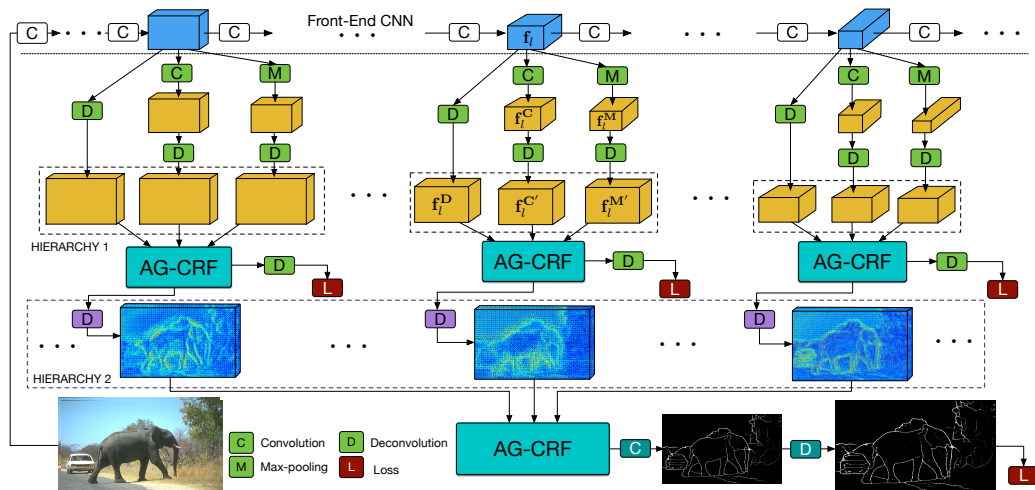 Front-End CNN
C C C C C C C
f_l
C M C M C M
D D D
f_l^C f_l^M
D D D D D D
f_l^D f_l^C' f_l^M'
HIERARCHY 1
AG-CRF D AG-CRF D AG-CRF D
L L L
D D D
HIERARCHY 2
C Convolution D Deconvolution
M Max-pooling L Loss
AG-CRF C D L